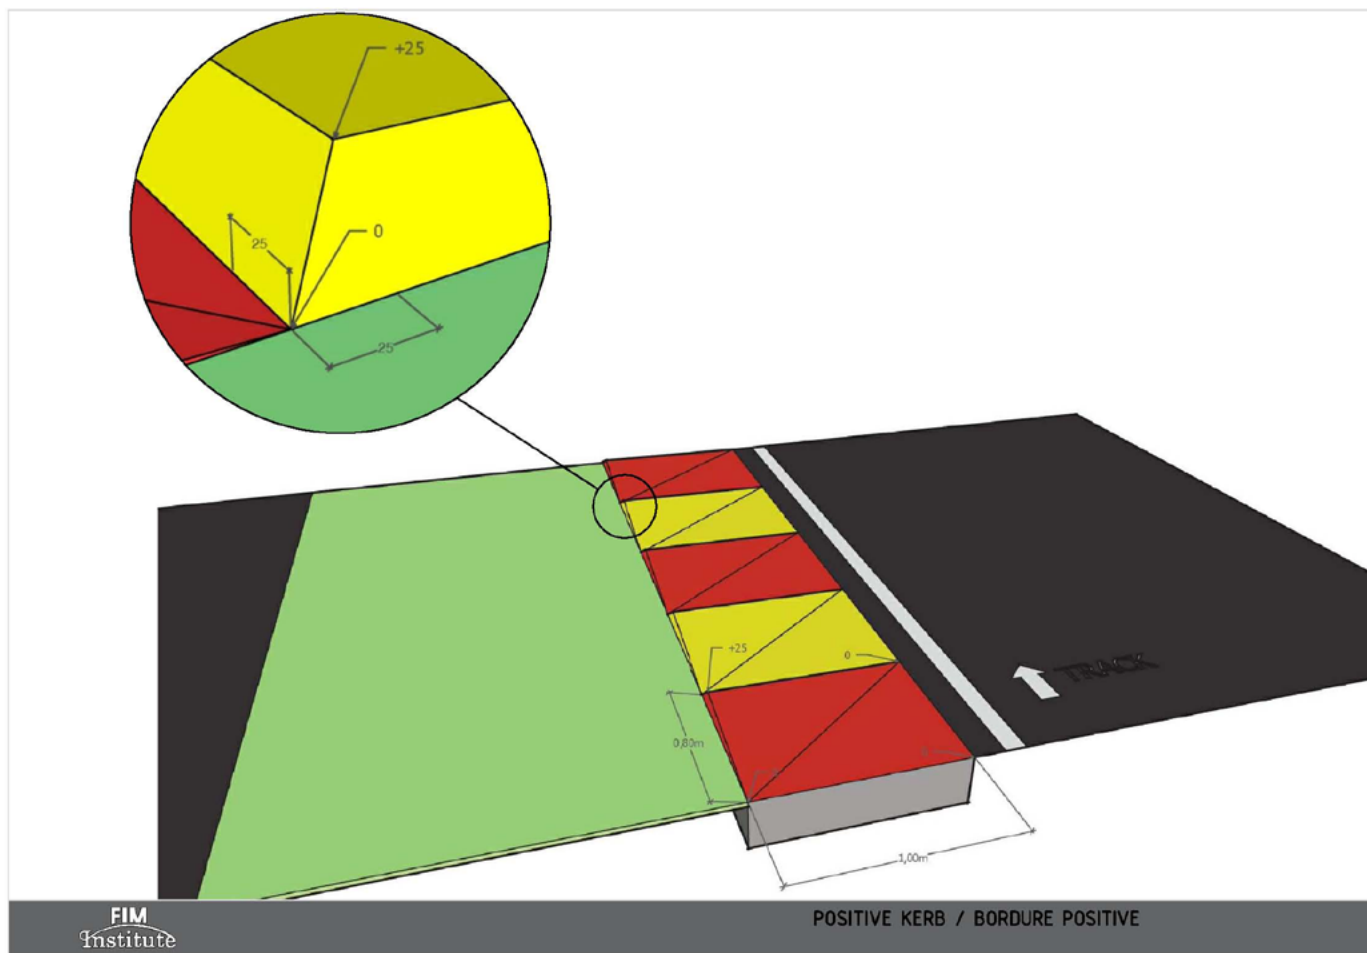 +25
0
25
25
TRACK
+25
0
0,80m
1,00m
FIM
Institute
POSITIVE KERB / BORDURE POSITIVE